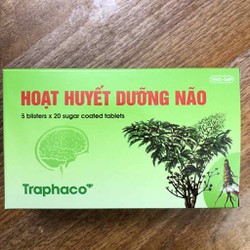 HOẠT HUYẾT DƯỠNG NÃO
5 blisters x 20 sugar coated tablets
Traphaco